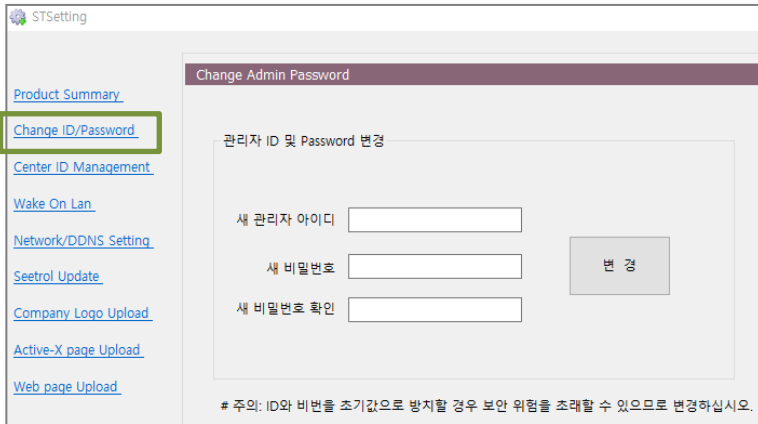 STSetting
Change Admin Password
Product Summary
Change ID/Password
Center ID Management
Wake On Lan
Network/DDNS Setting
Seetrol Update
Company Logo Upload
Active-X page Upload
Web page Upload
관리자 ID 및 Password 변경
새 관리자 아이디
새 비밀번호
새 비밀번호 확인
변 경
# 주의: ID와 비번을 초기값으로 방치할 경우 보안 위험을 초래할 수 있으므로 변경하십시오.